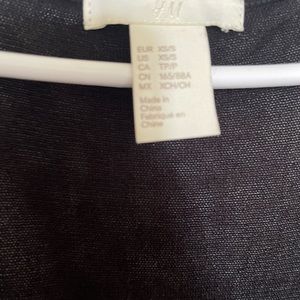 H&M
EUR XS/S
US XS/S
CA TP/P
CN 165/88A
MX XCH/CH
Made in
China
Fabriqué en
Chine